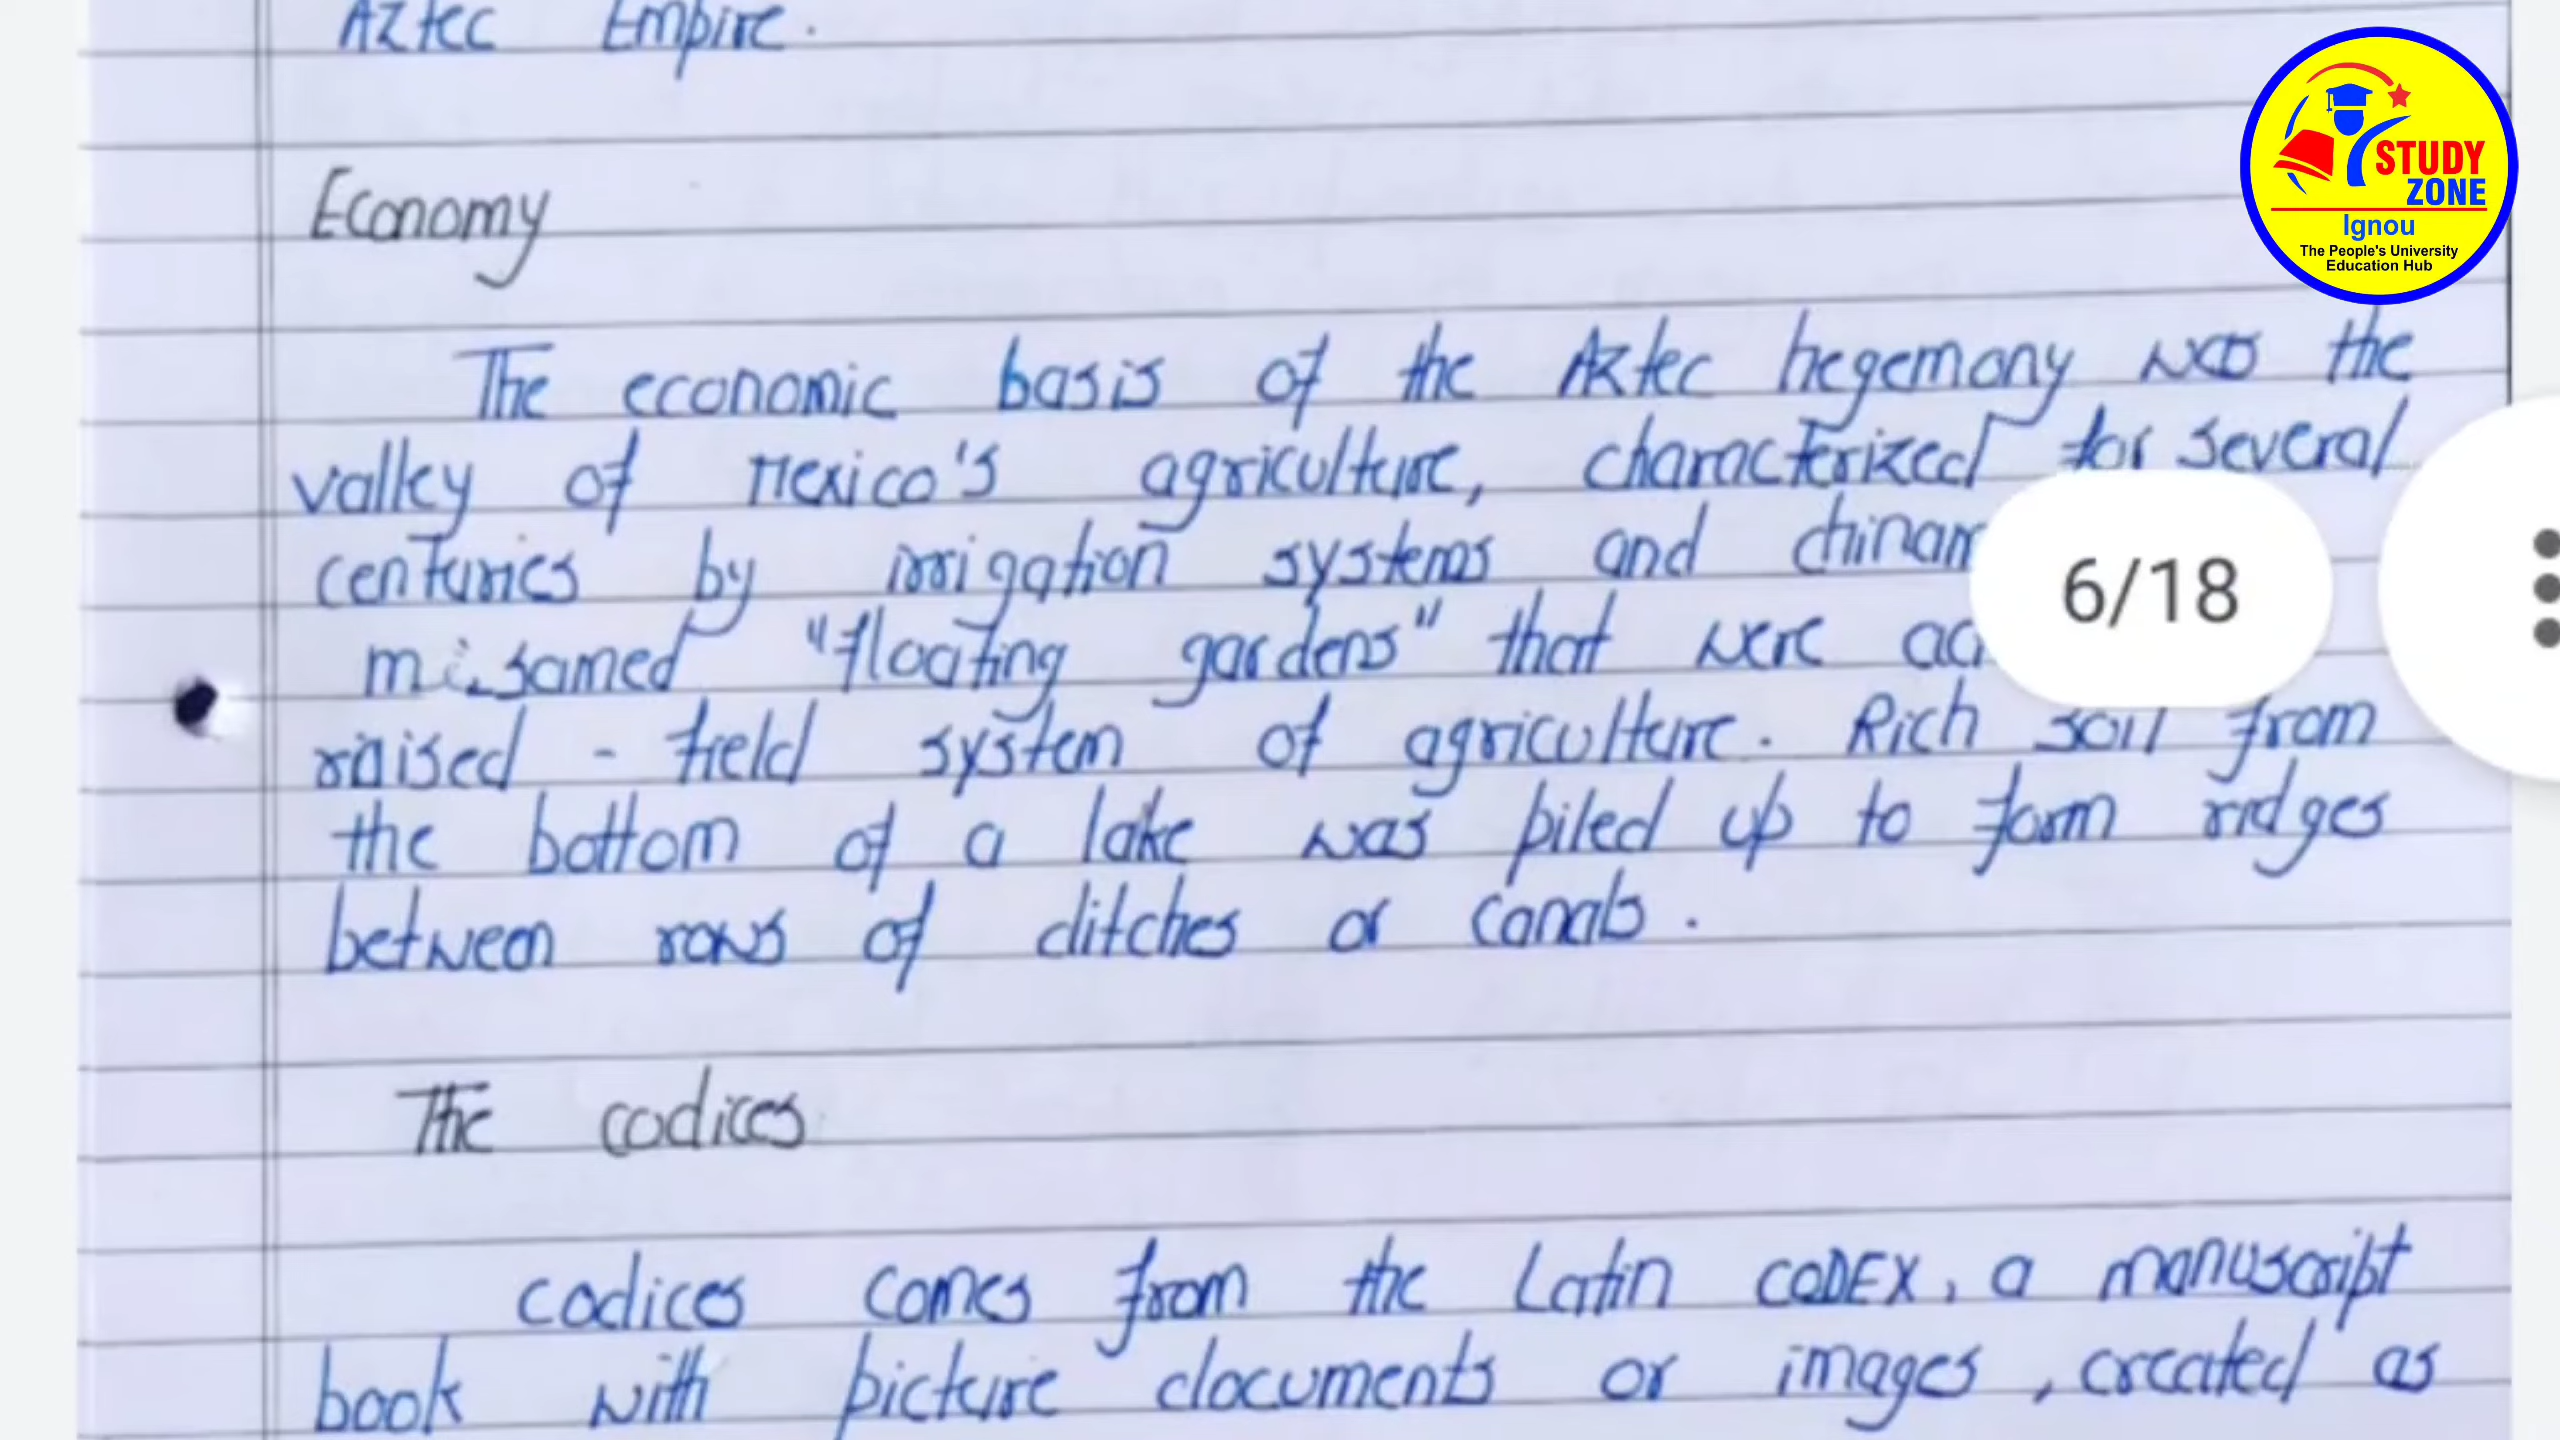 Aztec Empire.
STUDY
ZONE
Ignou
The People's University
Education Hub
Economy
The economic basis of the Aztec hegemony was the
valley of Mexico's agriculture, characterized for several
centuries by irrigation systems and
misamed "floating gardens" that were
6/18
raised - field system of agriculture. Rich soil from
the bottom of a lake was piled up to form ridges
between rows of ditches or canals.
The codices
codices comes from the Latin CODEX, a manuscript
book with picture documents or images, created as